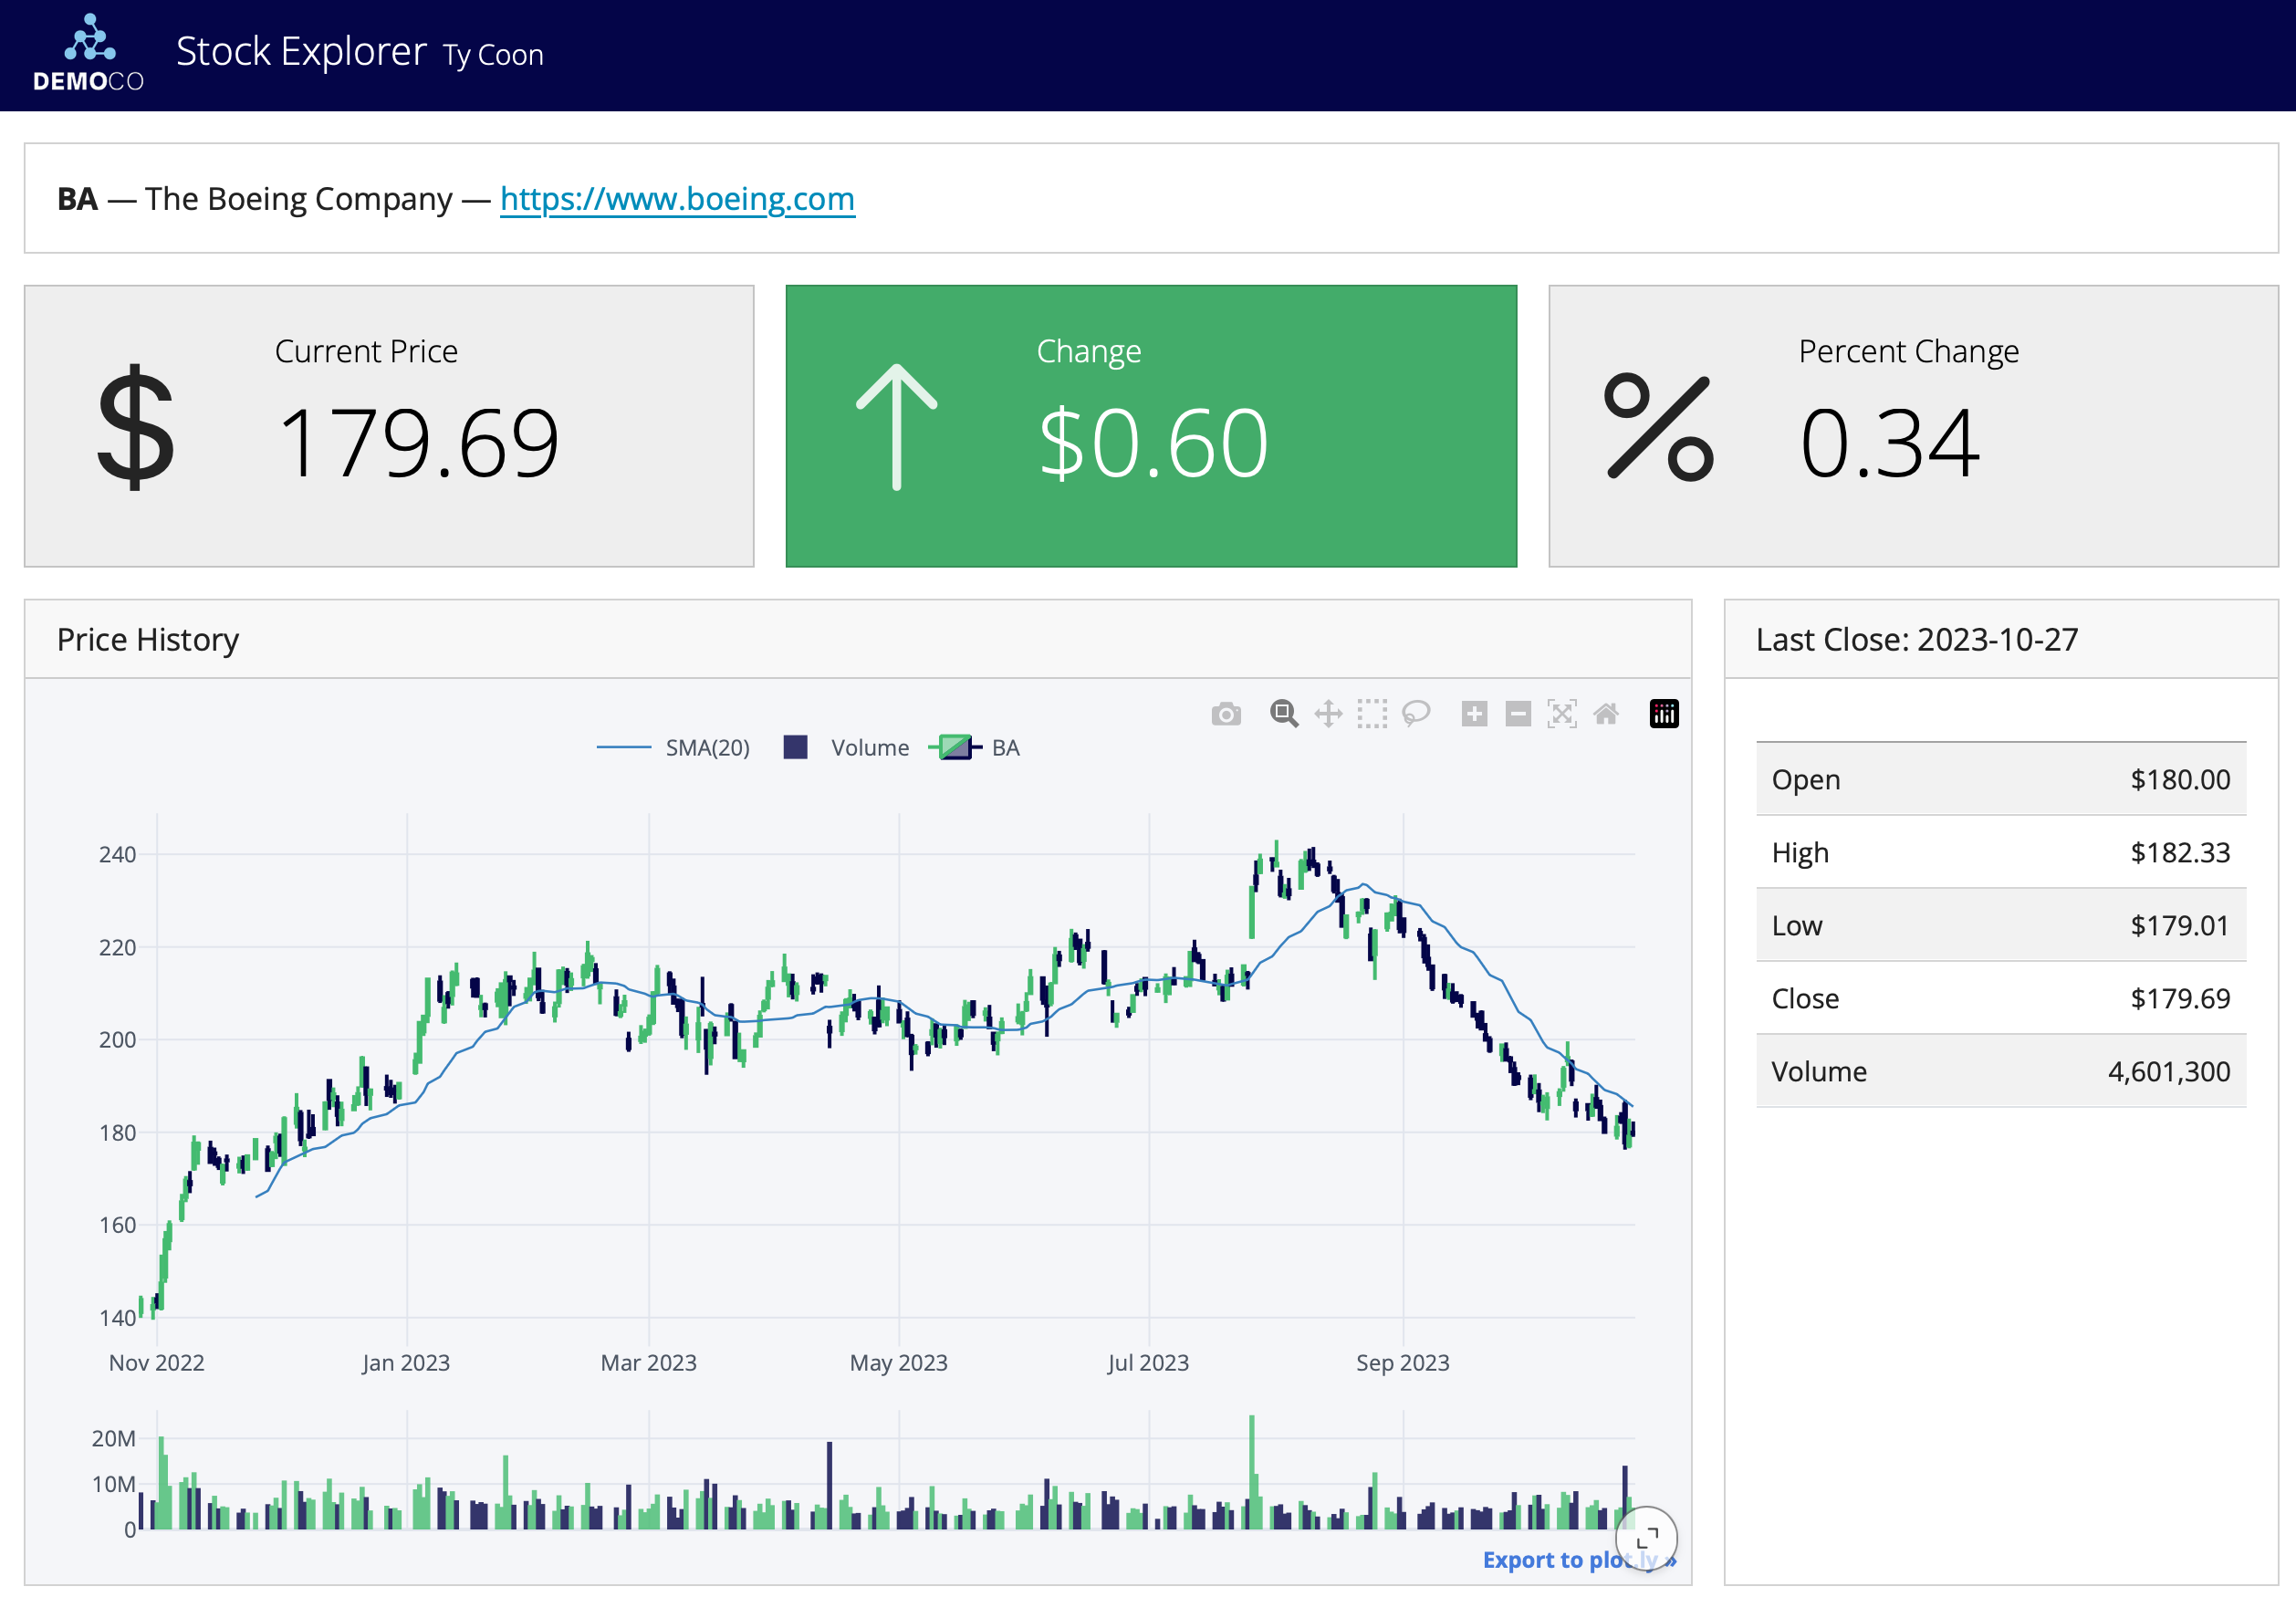 DEMOCO
Stock Explorer Ty Coon
BA — The Boeing Company — https://www.boeing.com
$
Current Price
179.69
Change
$0.60
%
Percent Change
0.34
Price History
SMA(20)
Volume
BA
240
220
200
180
160
140
Nov 2022
Jan 2023
Mar 2023
May 2023
Jul 2023
Sep 2023
20M
10M
0
Export to plot.ly »
Last Close: 2023-10-27
Open $180.00
High $182.33
Low $179.01
Close $179.69
Volume 4,601,300